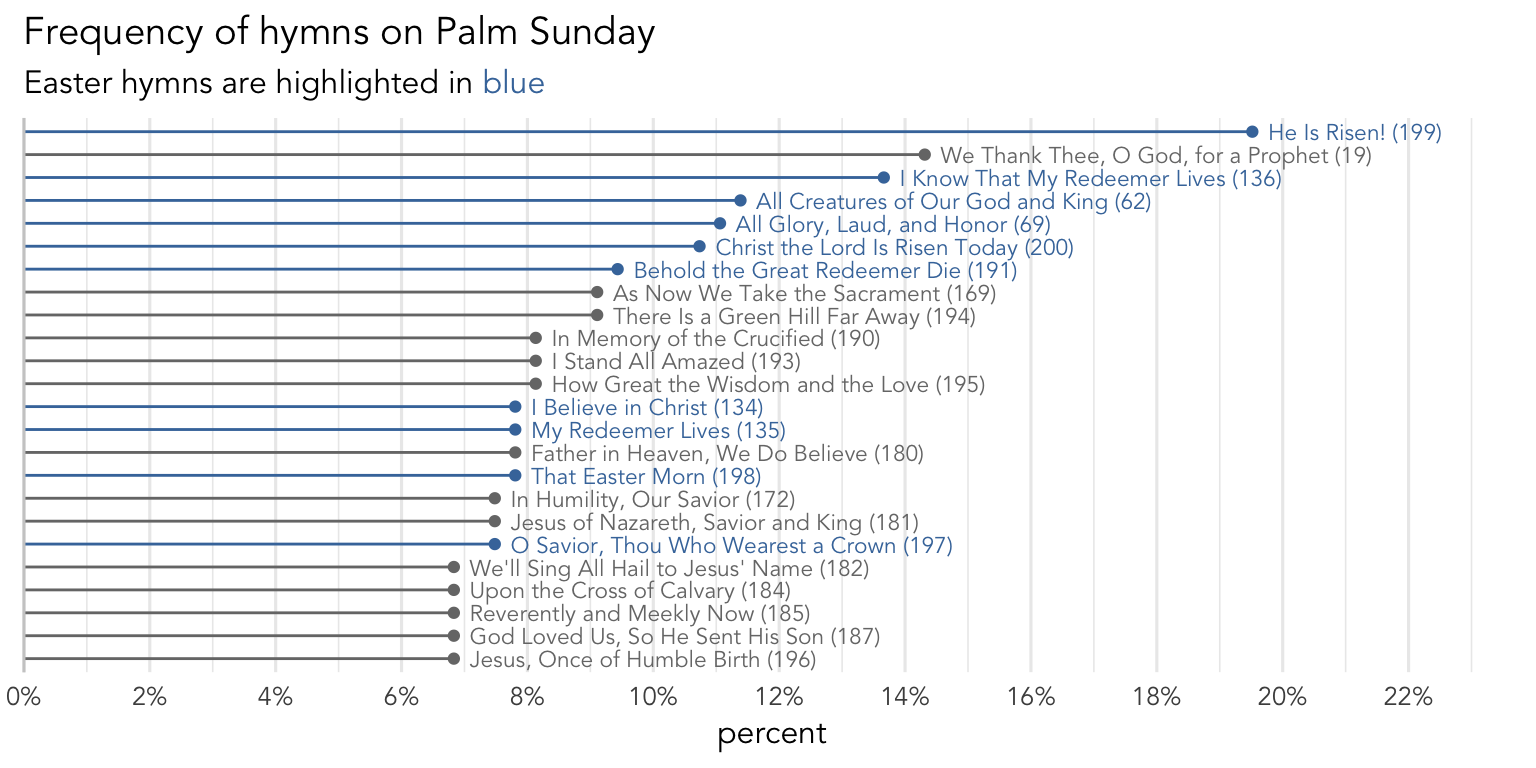 Frequency of hymns on Palm Sunday
Easter hymns are highlighted in blue
He Is Risen! (199)
We Thank Thee, O God, for a Prophet (19)
I Know That My Redeemer Lives (136)
All Creatures of Our God and King (62)
All Glory, Laud, and Honor (69)
Christ the Lord Is Risen Today (200)
Behold the Great Redeemer Die (191)
As Now We Take the Sacrament (169)
There Is a Green Hill Far Away (194)
In Memory of the Crucified (190)
I Stand All Amazed (193)
How Great the Wisdom and the Love (195)
I Believe in Christ (134)
My Redeemer Lives (135)
Father in Heaven, We Do Believe (180)
That Easter Morn (198)
In Humility, Our Savior (172)
Jesus of Nazareth, Savior and King (181)
O Savior, Thou Who Wearest a Crown (197)
We'll Sing All Hail to Jesus' Name (182)
Upon the Cross of Calvary (184)
Reverently and Meekly Now (185)
God Loved Us, So He Sent His Son (187)
Jesus, Once of Humble Birth (196)
0% 2% 4% 6% 8% 10% 12% 14% 16% 18% 20% 22%
percent